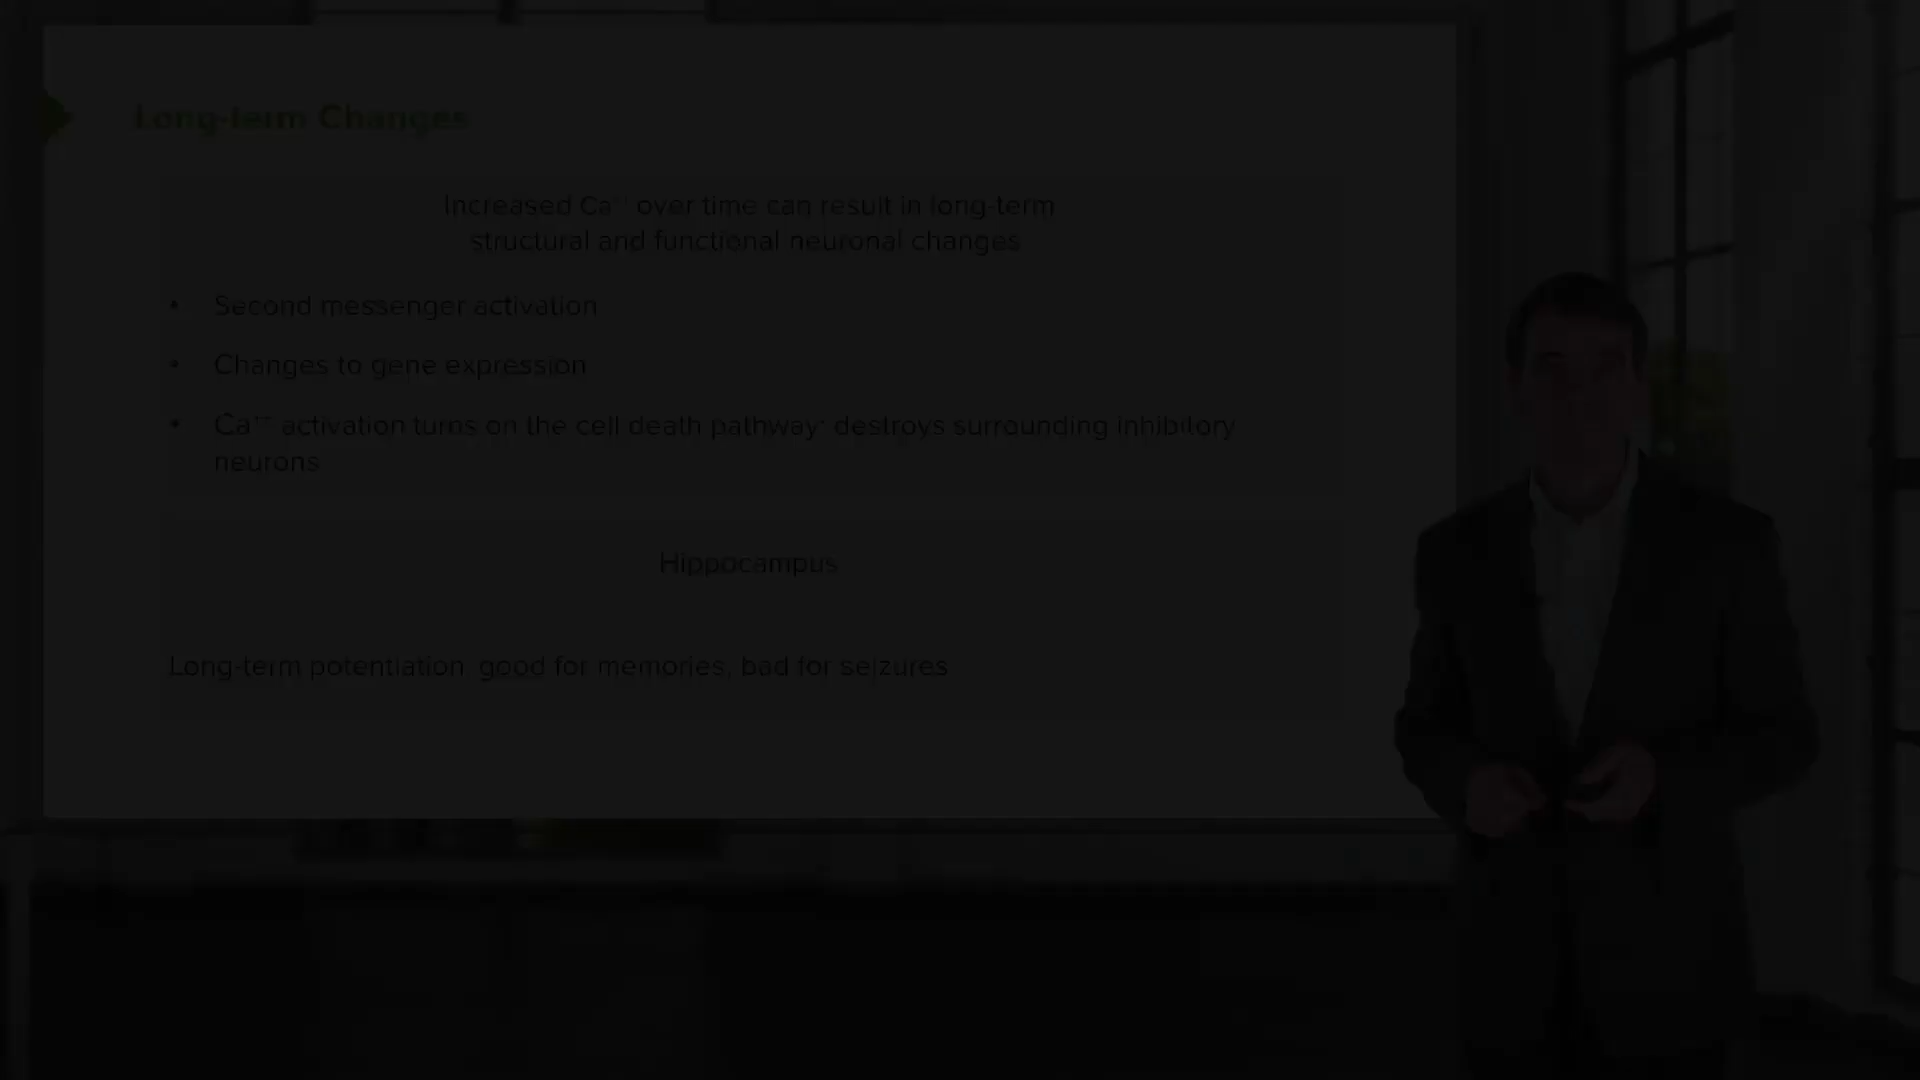 Long-term Changes
Increased Ca⁺⁺ over time can result in long-term
structural and functional neuronal changes
• Second messenger activation
• Changes to gene expression
• Ca⁺⁺ activation turns on the cell death pathway: destroys surrounding inhibitory
neurons
Hippocampus
Long-term potentiation: good for memories, bad for seizures